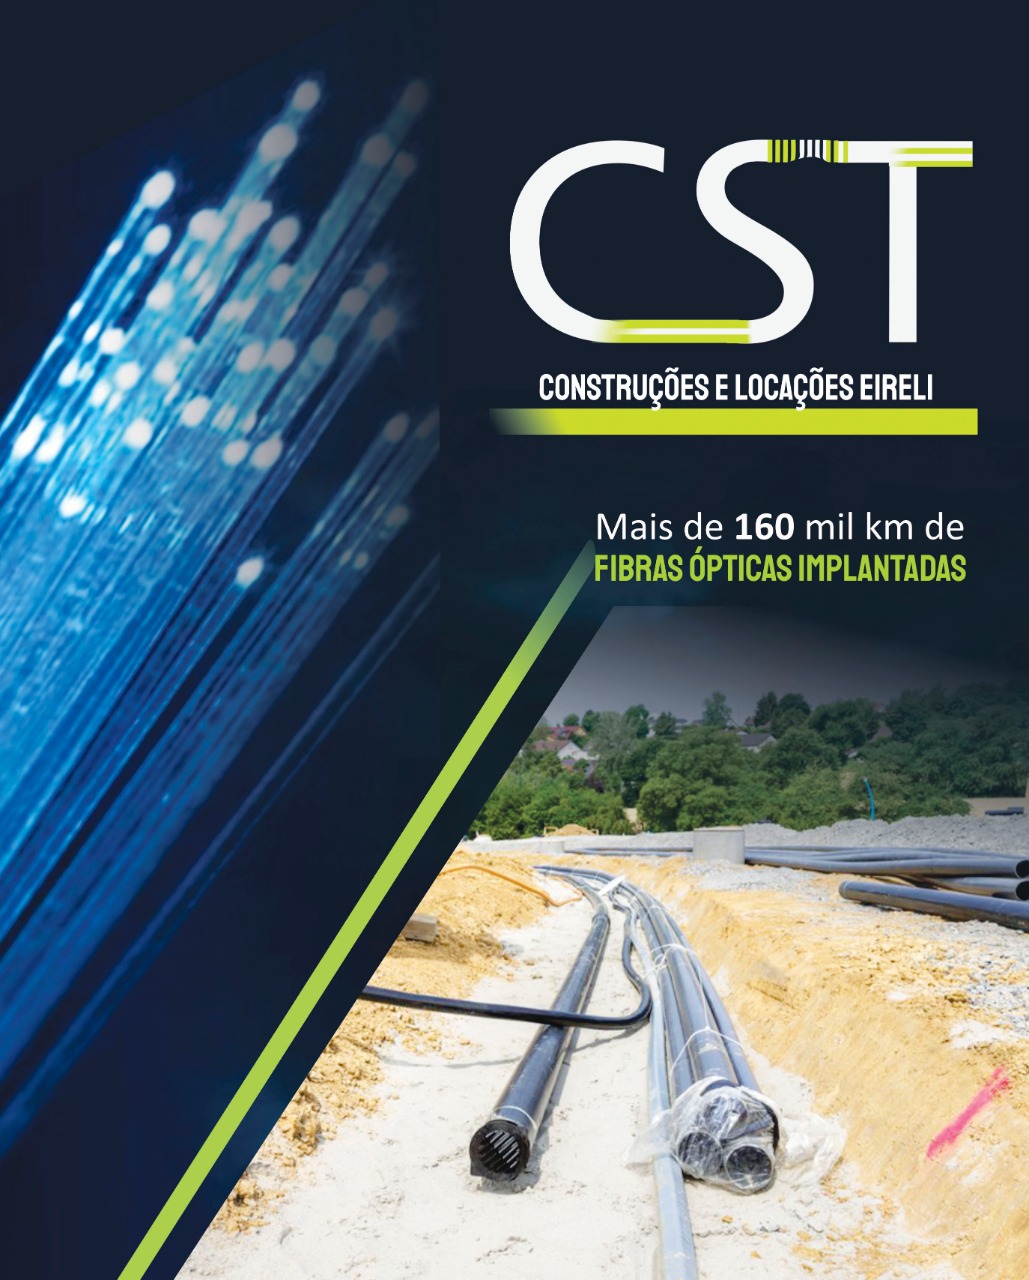 CST
CONSTRUÇÕES E LOCAÇÕES EIRELI
Mais de 160 mil km de
FIBRAS ÓPTICAS IMPLANTADAS